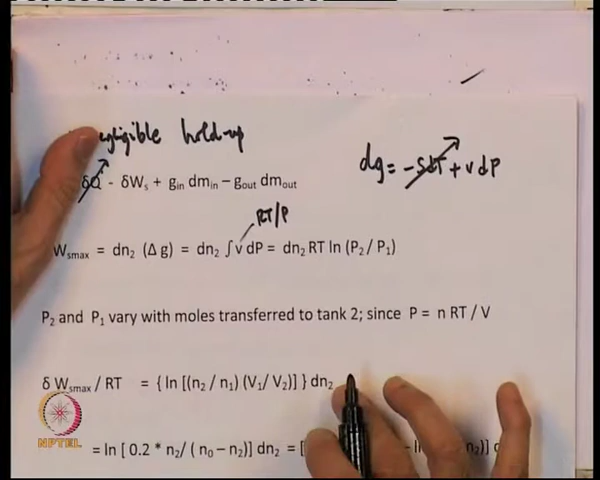 negligible hold-up
dg = -SdT + vdP
δQ - δWs + gin dmin – gout dmout
RT/P
Wsmax = dn2 (Δ g) = dn2 ∫v dP = dn2 RT ln (P2 / P1)
P2 and P1 vary with moles transferred to tank 2; since P = n RT / V
δ Wsmax / RT = { ln [(n2 / n1) (V1/ V2)] } dn2
= ln [ 0.2 * n2/ ( n0 – n2)] dn2 = [
NPTEL